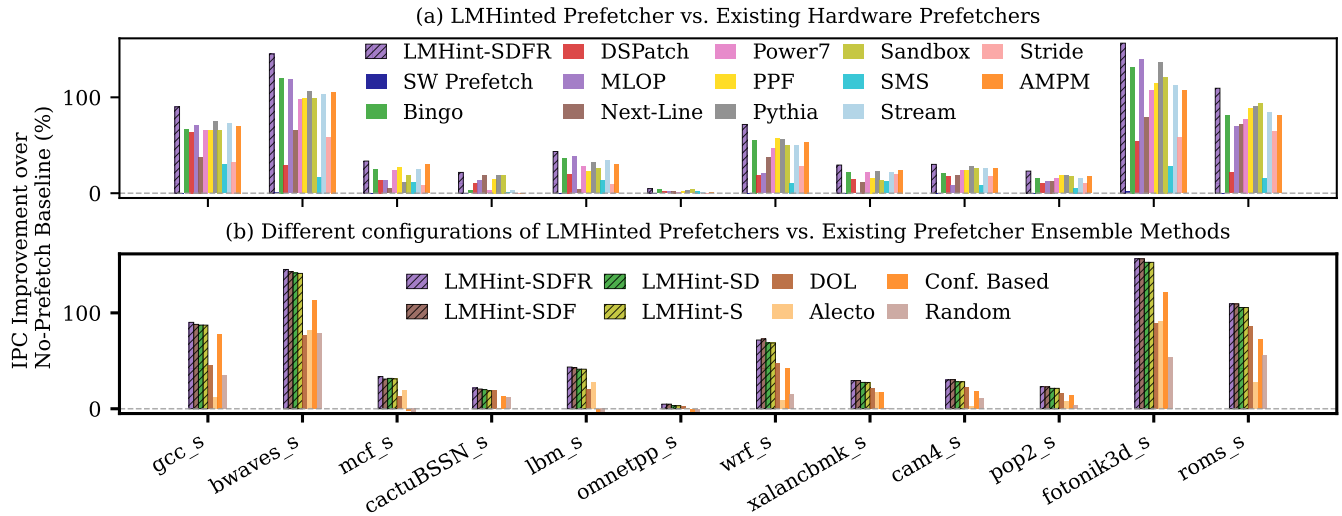 (a) LMHinted Prefetcher vs. Existing Hardware Prefetchers
LMHint-SDFR DSPatch Power7 Sandbox Stride
SW Prefetch MLOP PPF SMS AMPM
Bingo Next-Line Pythia Stream
100
0
IPC Improvement over
No-Prefetch Baseline (%)
(b) Different configurations of LMHinted Prefetchers vs. Existing Prefetcher Ensemble Methods
LMHint-SDFR LMHint-SD DOL Conf. Based
LMHint-SDF LMHint-S Alecto Random
100
0
gcc_s
bwaves_s
mcf_s
cactuBSSN_s
lbm_s
omnetpp_s
wrf_s
xalancbmk_s
cam4_s
pop2_s
fotonik3d_s
roms_s